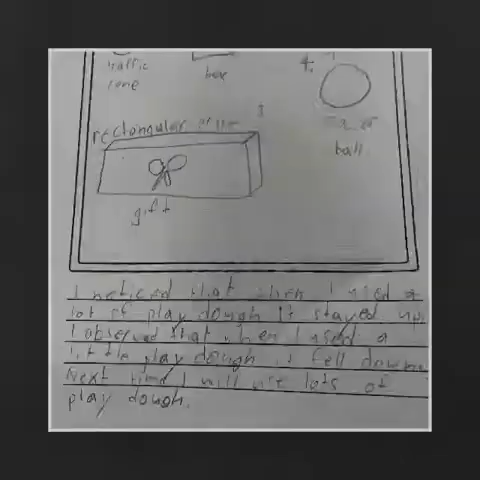 traffic
cone
box
4.
rectangular
ball
gift
I noticed that when I used a
lot of play dough it stayed up.
I observed that when I used a
little play dough it fell down.
Next time I will use lots of
play dough.